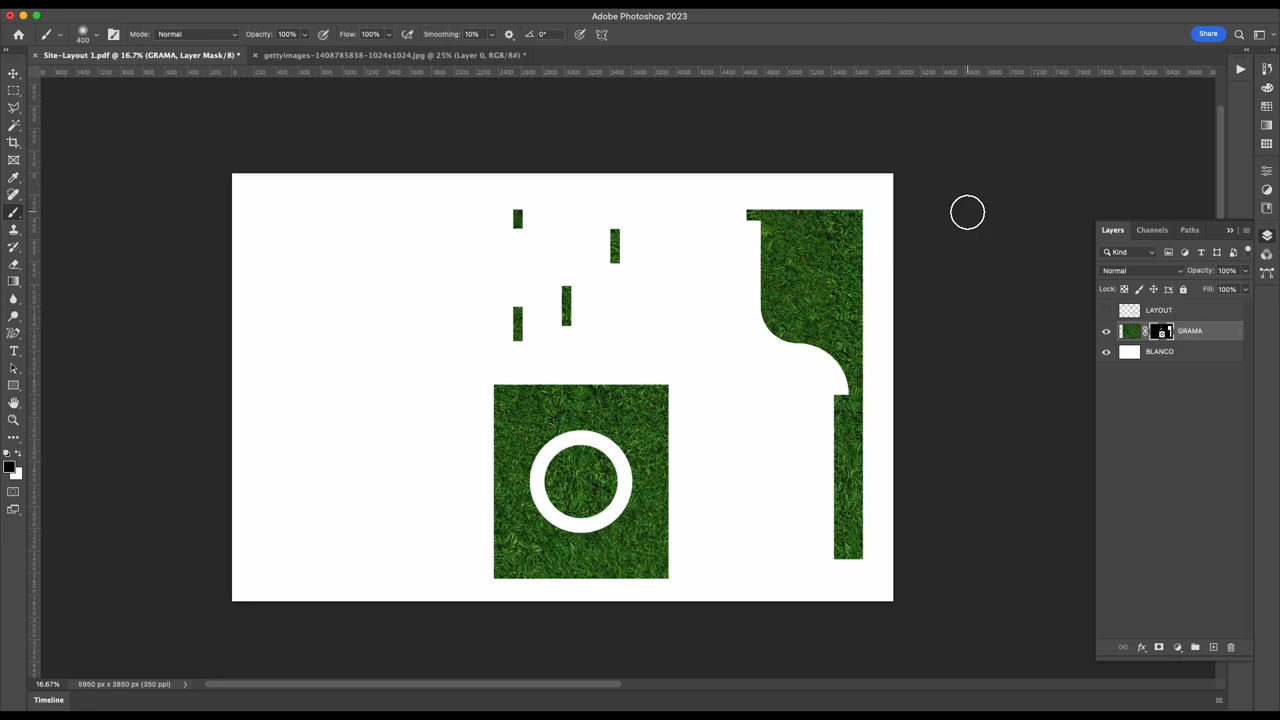 Adobe Photoshop 2023
400
Mode: Normal
Opacity: 100%
Flow: 100%
Smoothing: 10%
0°
Share
Site-Layout 1.pdf @ 16.7% (GRAMA, Layer Mask/8) *
gettyimages-1408785838-1024x1024.jpg @ 25% (Layer 0, RGB/8#) *
Layers
Channels
Paths
Kind
Normal
Opacity: 100%
Lock:
Fill: 100%
LAYOUT
GRAMA
BLANCO
16.67%
5950 px x 3850 px (350 ppi)
Timeline